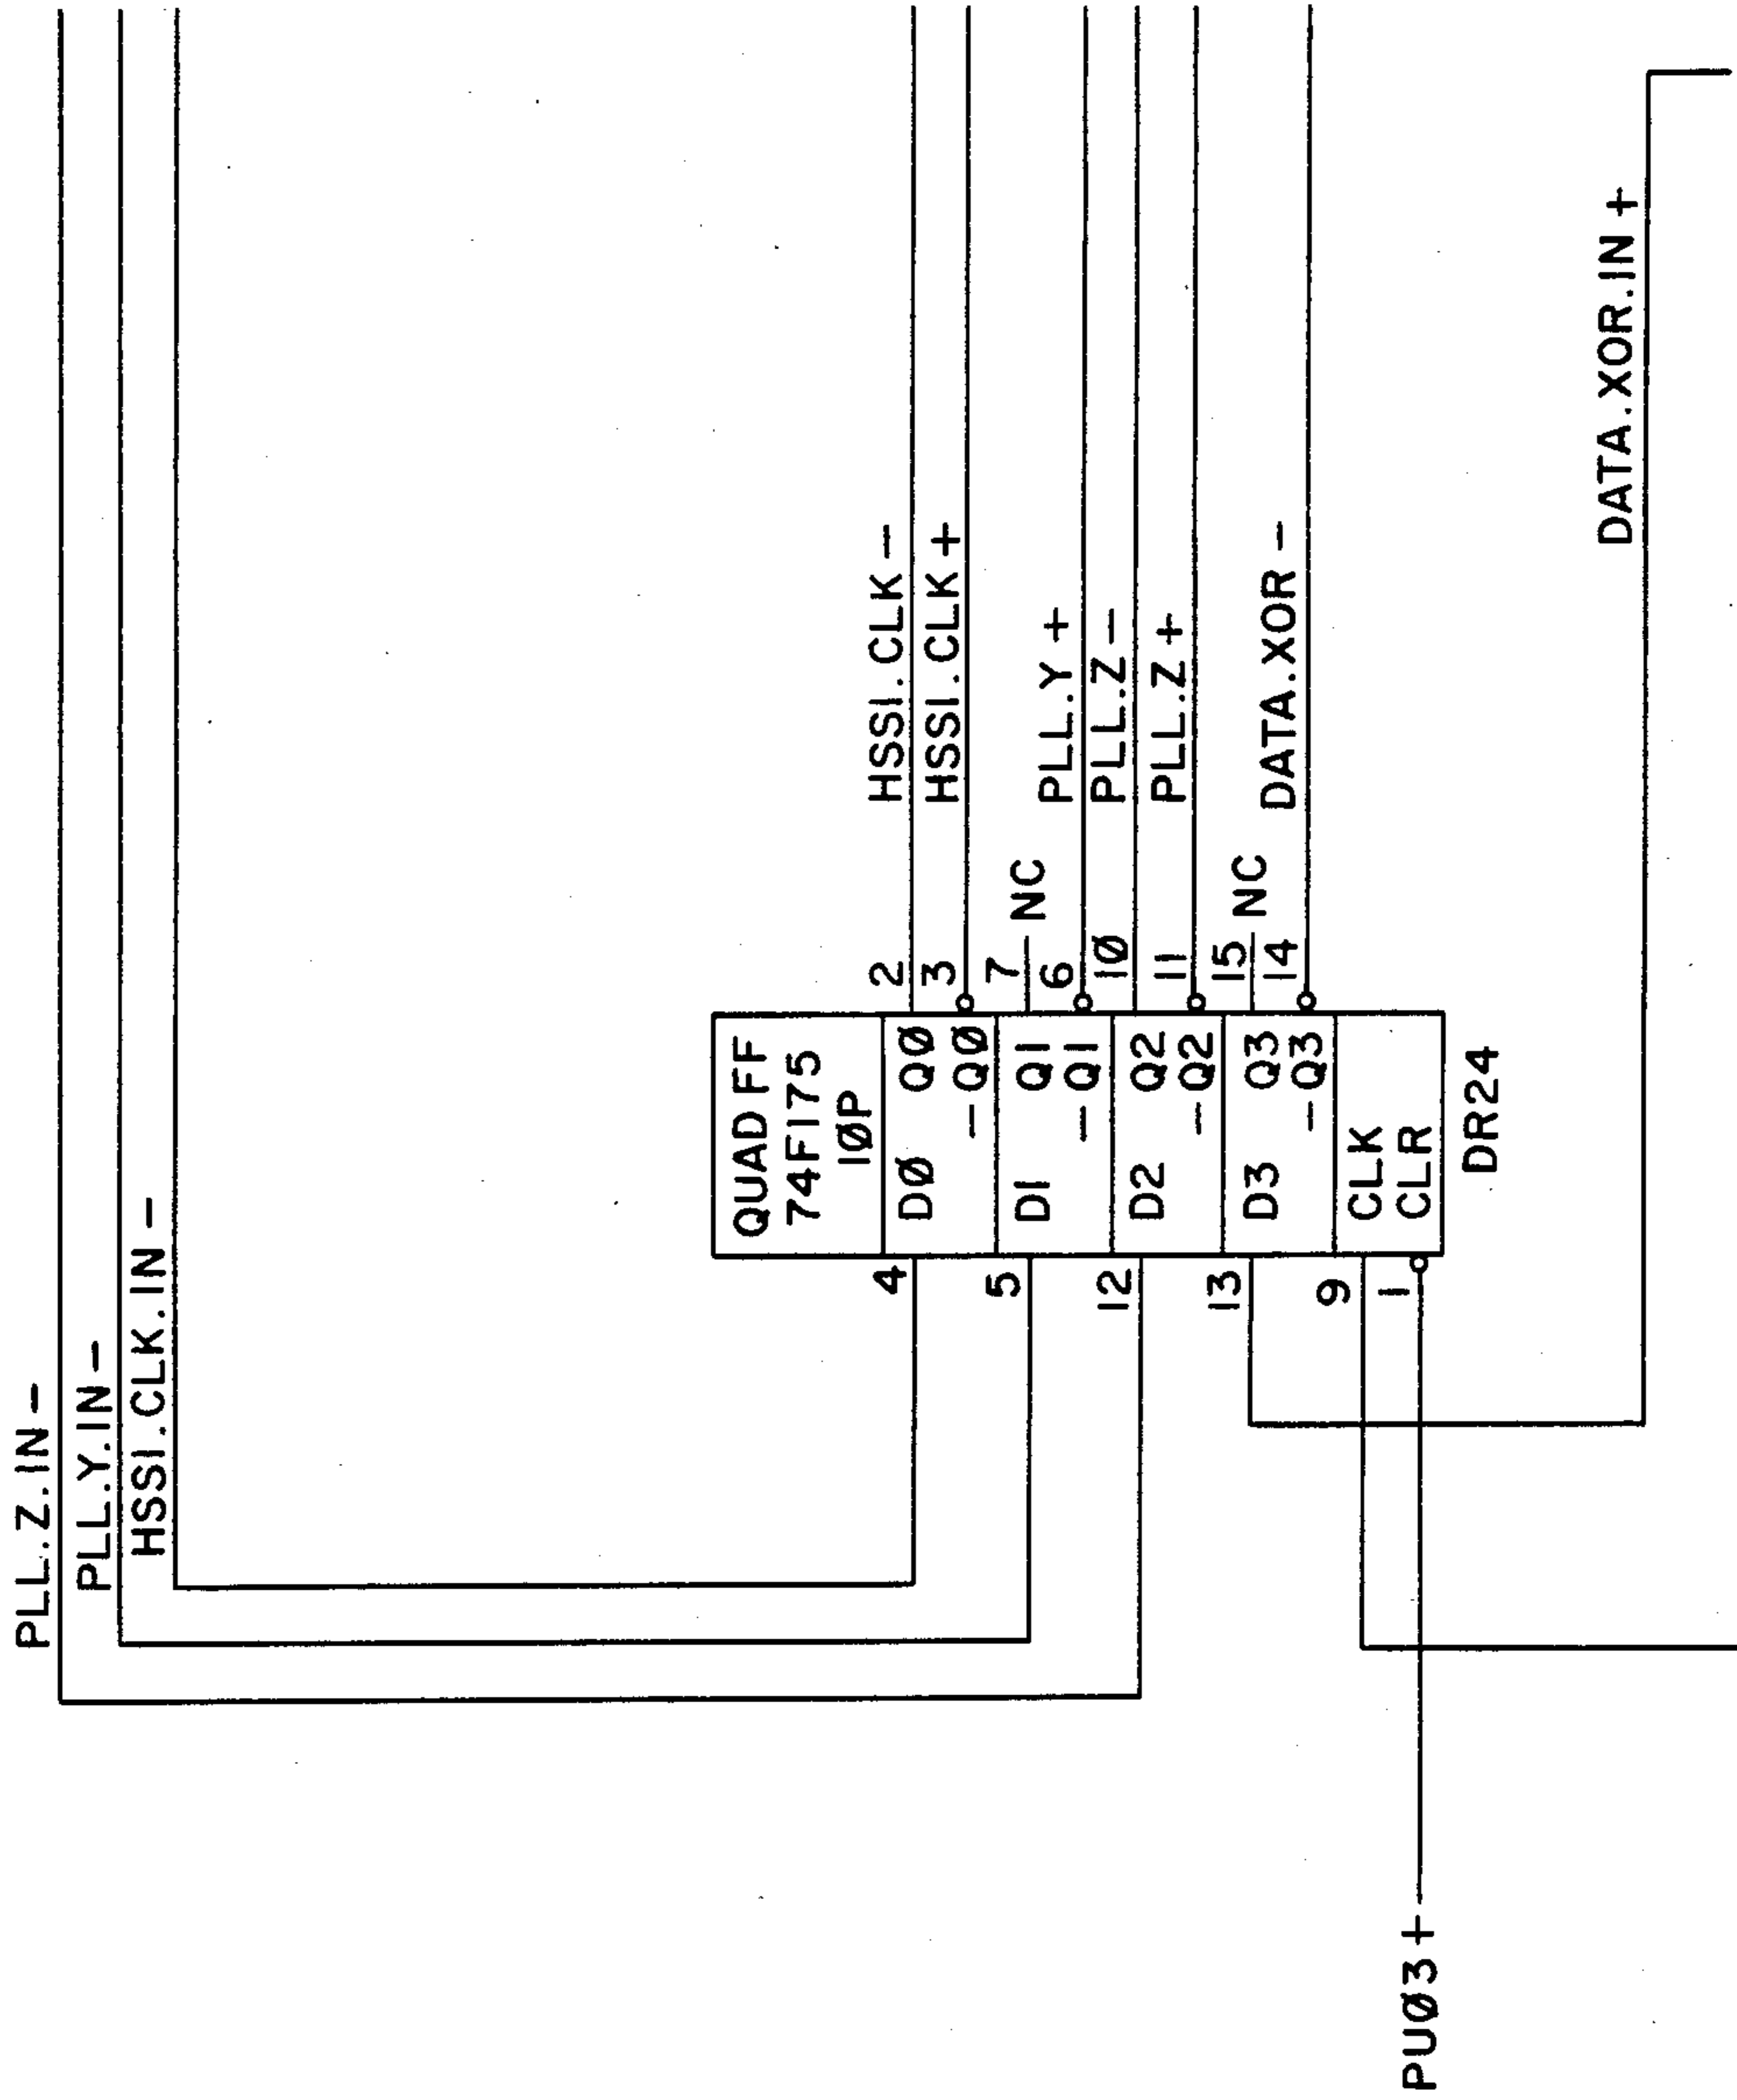 PLL.Z.IN-
PLL.Y.IN-
HSSI.CLK.IN-
QUAD FF
74F175
1ØP
4 DØ QØ 2 HSSI.CLK-
-QØ 3 HSSI.CLK+
5 D1 Q1 7 NC
-Q1 6 PLL.Y+
12 D2 Q2 1Ø PLL.Z-
-Q2 11 PLL.Z+
13 D3 Q3 15 NC
-Q3 14 DATA.XOR-
9 CLK
PUØ3+ 1 CLR
DR24
DATA.XOR.IN+